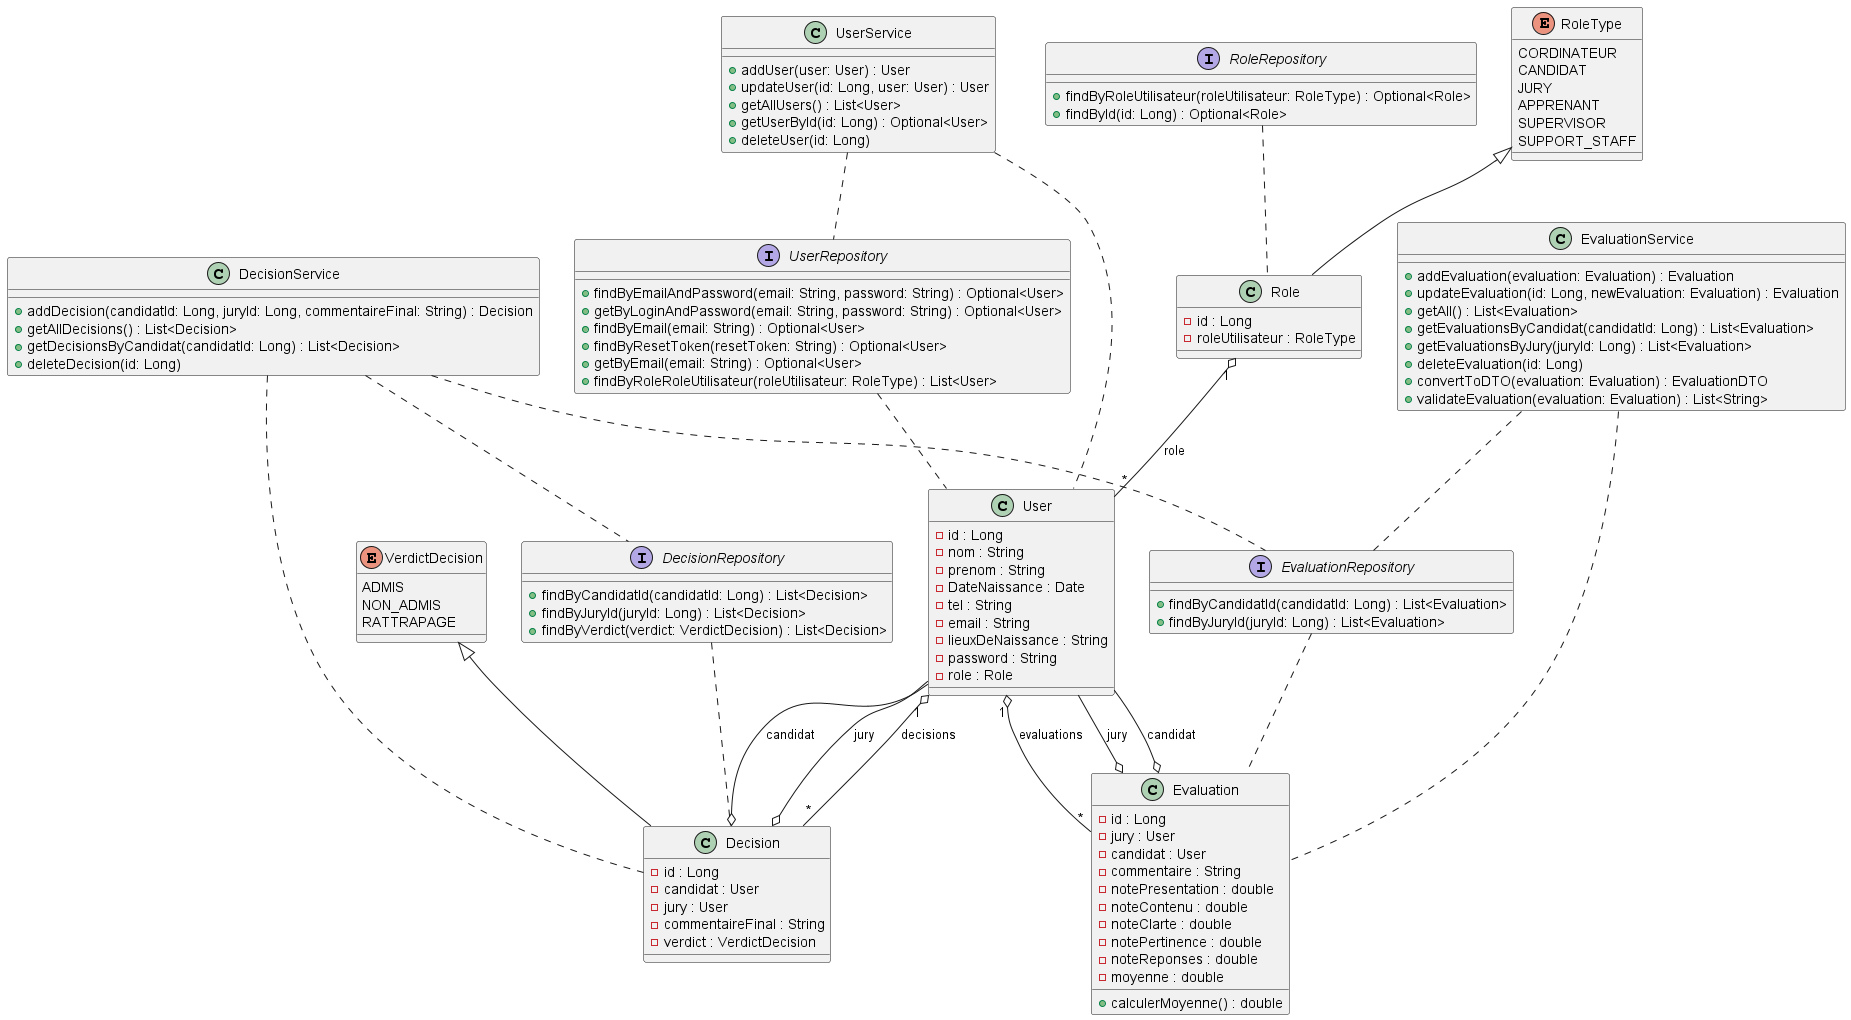 E RoleType
CORDINATEUR
CANDIDAT
JURY
APPRENANT
SUPERVISOR
SUPPORT_STAFF
C UserService
addUser(user: User) : User
updateUser(id: Long, user: User) : User
getAllUsers() : List<User>
getUserById(id: Long) : Optional<User>
deleteUser(id: Long)
I RoleRepository
findByRoleUtilisateur(roleUtilisateur: RoleType) : Optional<Role>
findById(id: Long) : Optional<Role>
C DecisionService
addDecision(candidatId: Long, juryId: Long, commentaireFinal: String) : Decision
getAllDecisions() : List<Decision>
getDecisionsByCandidat(candidatId: Long) : List<Decision>
deleteDecision(id: Long)
I UserRepository
findByEmailAndPassword(email: String, password: String) : Optional<User>
getByLoginAndPassword(email: String, password: String) : Optional<User>
findByEmail(email: String) : Optional<User>
findByResetToken(resetToken: String) : Optional<User>
getByEmail(email: String) : Optional<User>
findByRoleRoleUtilisateur(roleUtilisateur: RoleType) : List<User>
C Role
id : Long
roleUtilisateur : RoleType
C EvaluationService
addEvaluation(evaluation: Evaluation) : Evaluation
updateEvaluation(id: Long, newEvaluation: Evaluation) : Evaluation
getAll() : List<Evaluation>
getEvaluationsByCandidat(candidatId: Long) : List<Evaluation>
getEvaluationsByJury(juryId: Long) : List<Evaluation>
deleteEvaluation(id: Long)
convertToDTO(evaluation: Evaluation) : EvaluationDTO
validateEvaluation(evaluation: Evaluation) : List<String>
1
role
*
E VerdictDecision
ADMIS
NON_ADMIS
RATTRAPAGE
I DecisionRepository
findByCandidatId(candidatId: Long) : List<Decision>
findByJuryId(juryId: Long) : List<Decision>
findByVerdict(verdict: VerdictDecision) : List<Decision>
C User
id : Long
nom : String
prenom : String
DateNaissance : Date
tel : String
email : String
lieuxDeNaissance : String
password : String
role : Role
I EvaluationRepository
findByCandidatId(candidatId: Long) : List<Evaluation>
findByJuryId(juryId: Long) : List<Evaluation>
1
1
candidat
jury
decisions
evaluations
jury
candidat
*
*
C Decision
id : Long
candidat : User
jury : User
commentaireFinal : String
verdict : VerdictDecision
C Evaluation
id : Long
jury : User
candidat : User
commentaire : String
notePresentation : double
noteContenu : double
noteClarte : double
notePertinence : double
noteReponses : double
moyenne : double
calculerMoyenne() : double